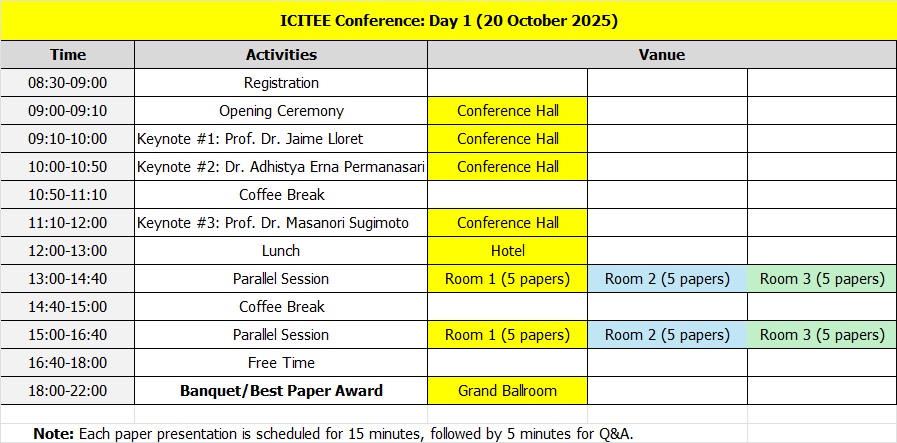 ICITEE Conference: Day 1 (20 October 2025)
Time Activities Vanue
08:30-09:00 Registration
09:00-09:10 Opening Ceremony Conference Hall
09:10-10:00 Keynote #1: Prof. Dr. Jaime Lloret Conference Hall
10:00-10:50 Keynote #2: Dr. Adhistya Erna Permanasari Conference Hall
10:50-11:10 Coffee Break
11:10-12:00 Keynote #3: Prof. Dr. Masanori Sugimoto Conference Hall
12:00-13:00 Lunch Hotel
13:00-14:40 Parallel Session Room 1 (5 papers) Room 2 (5 papers) Room 3 (5 papers)
14:40-15:00 Coffee Break
15:00-16:40 Parallel Session Room 1 (5 papers) Room 2 (5 papers) Room 3 (5 papers)
16:40-18:00 Free Time
18:00-22:00 Banquet/Best Paper Award Grand Ballroom
Note: Each paper presentation is scheduled for 15 minutes, followed by 5 minutes for Q&A.